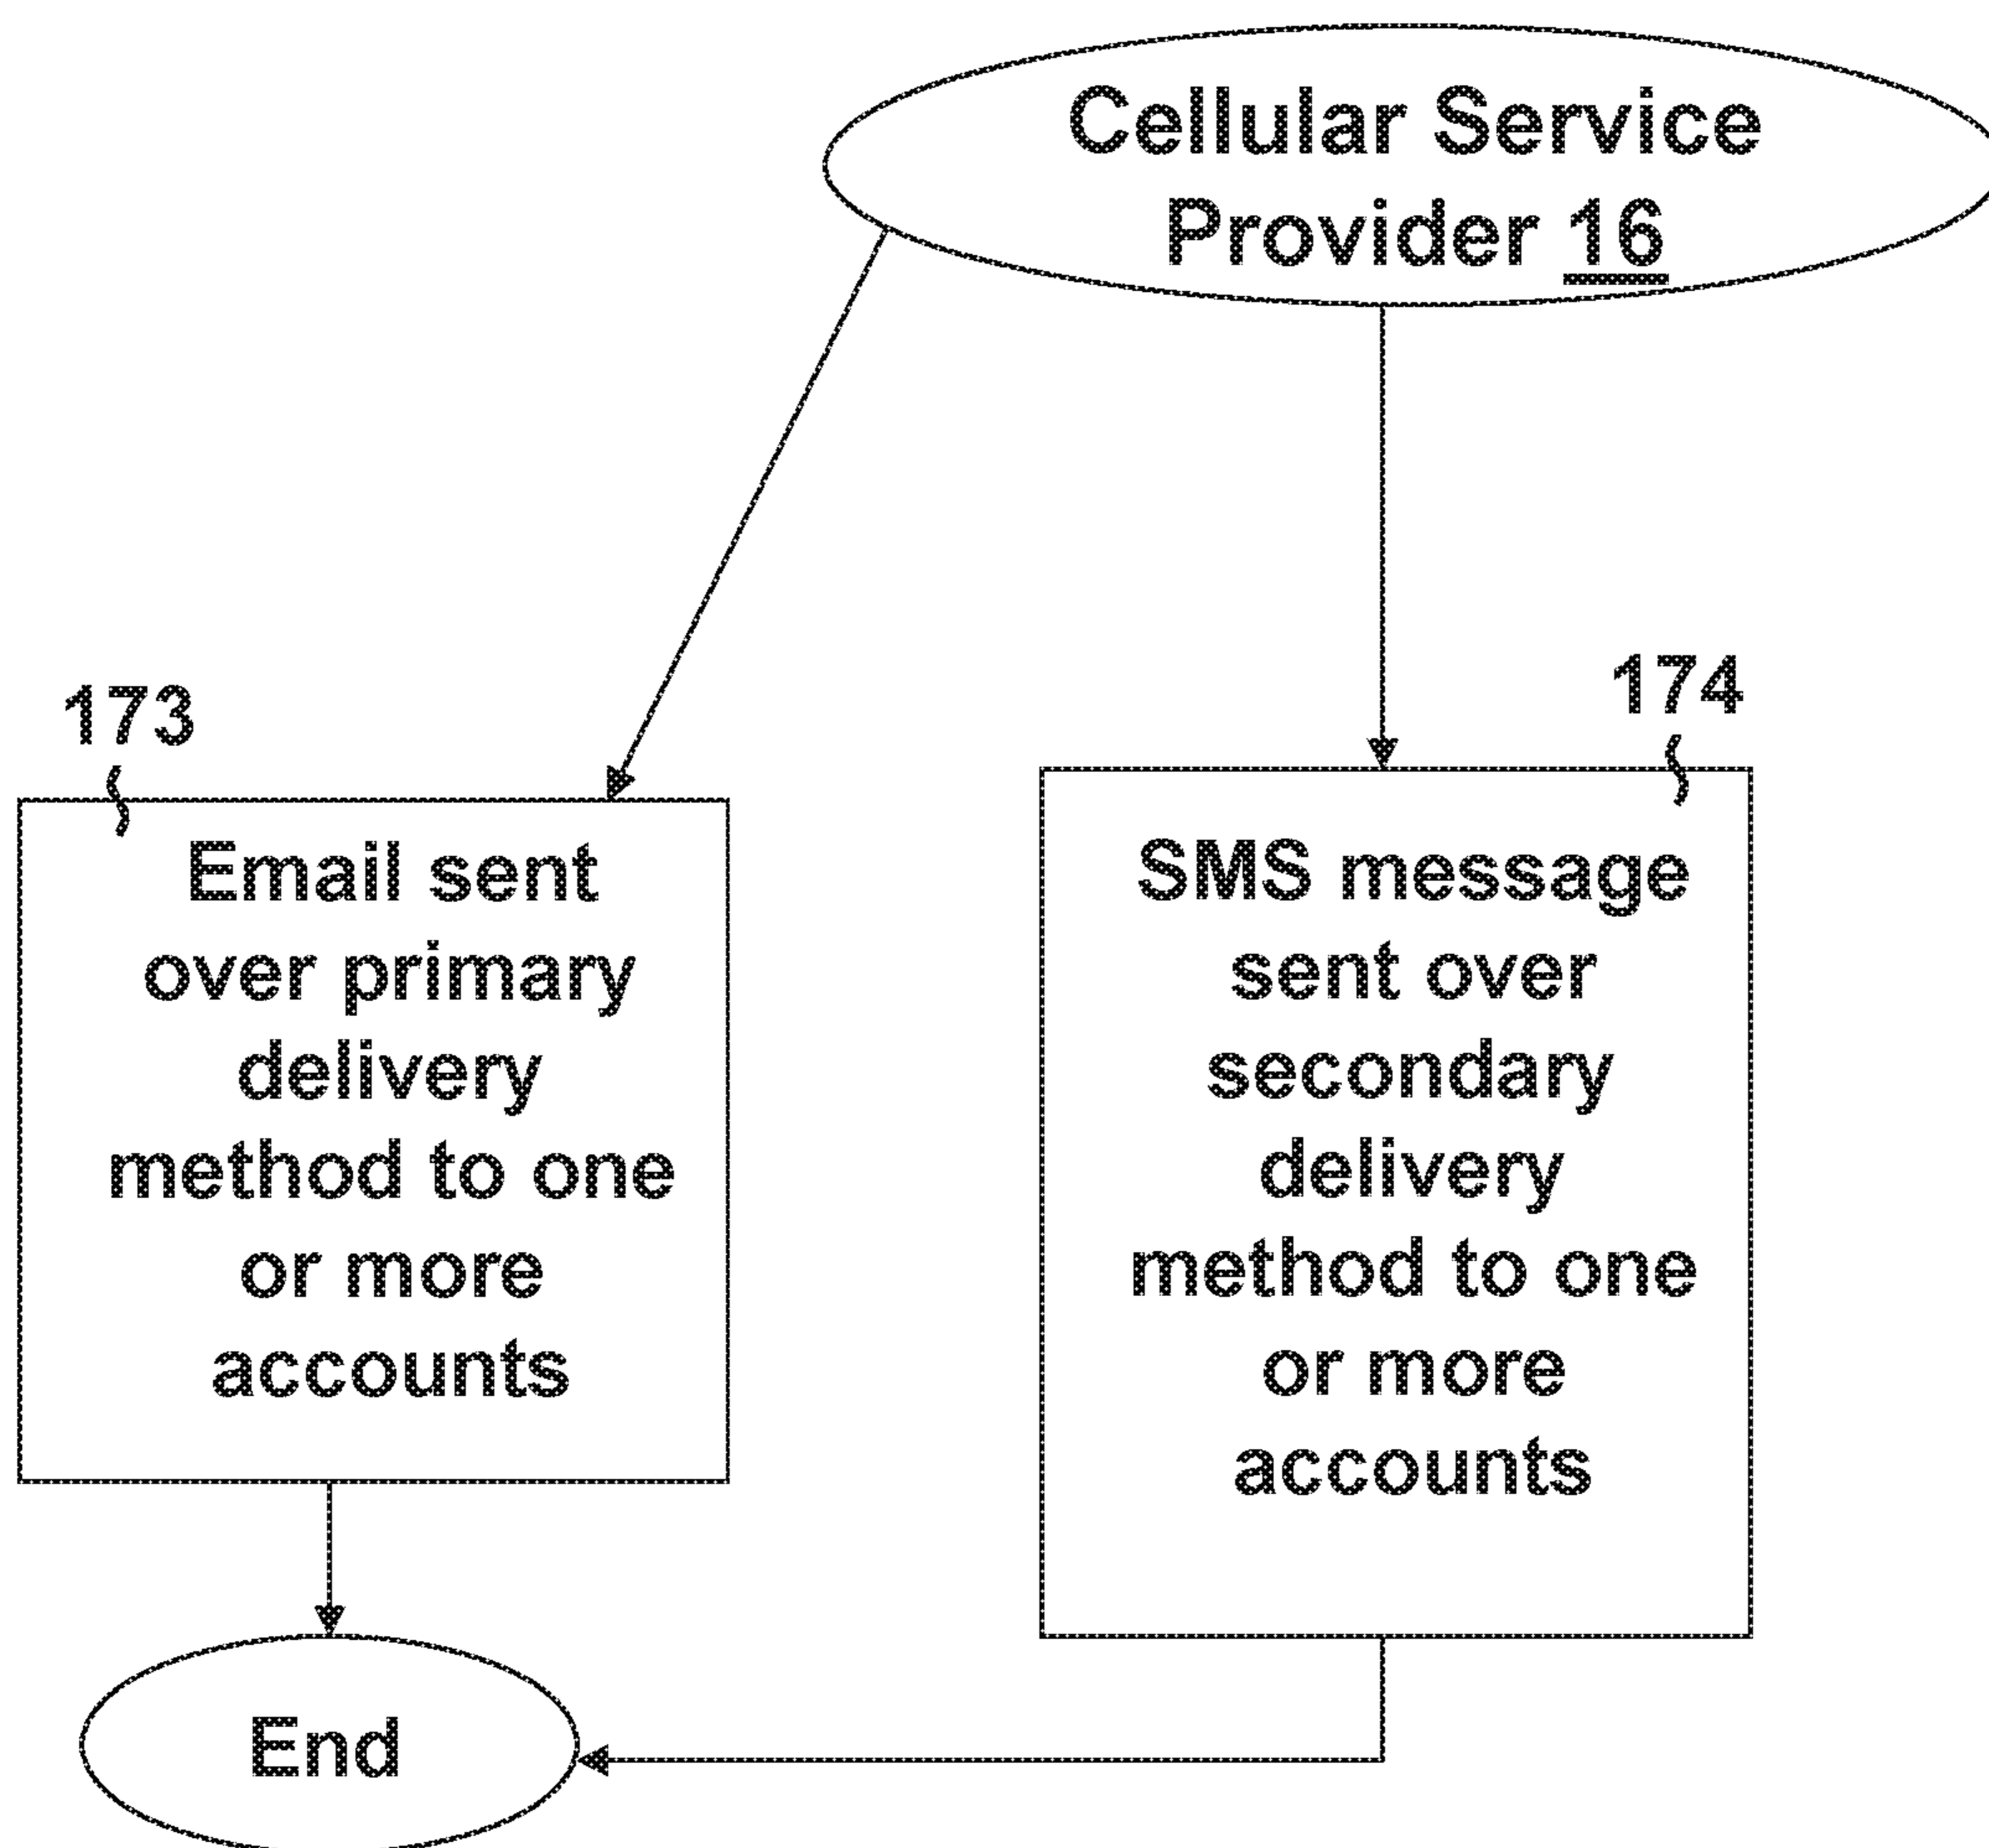 Cellular Service
Provider 16
173
Email sent
over primary
delivery
method to one
or more
accounts
174
SMS message
sent over
secondary
delivery
method to one
or more
accounts
End